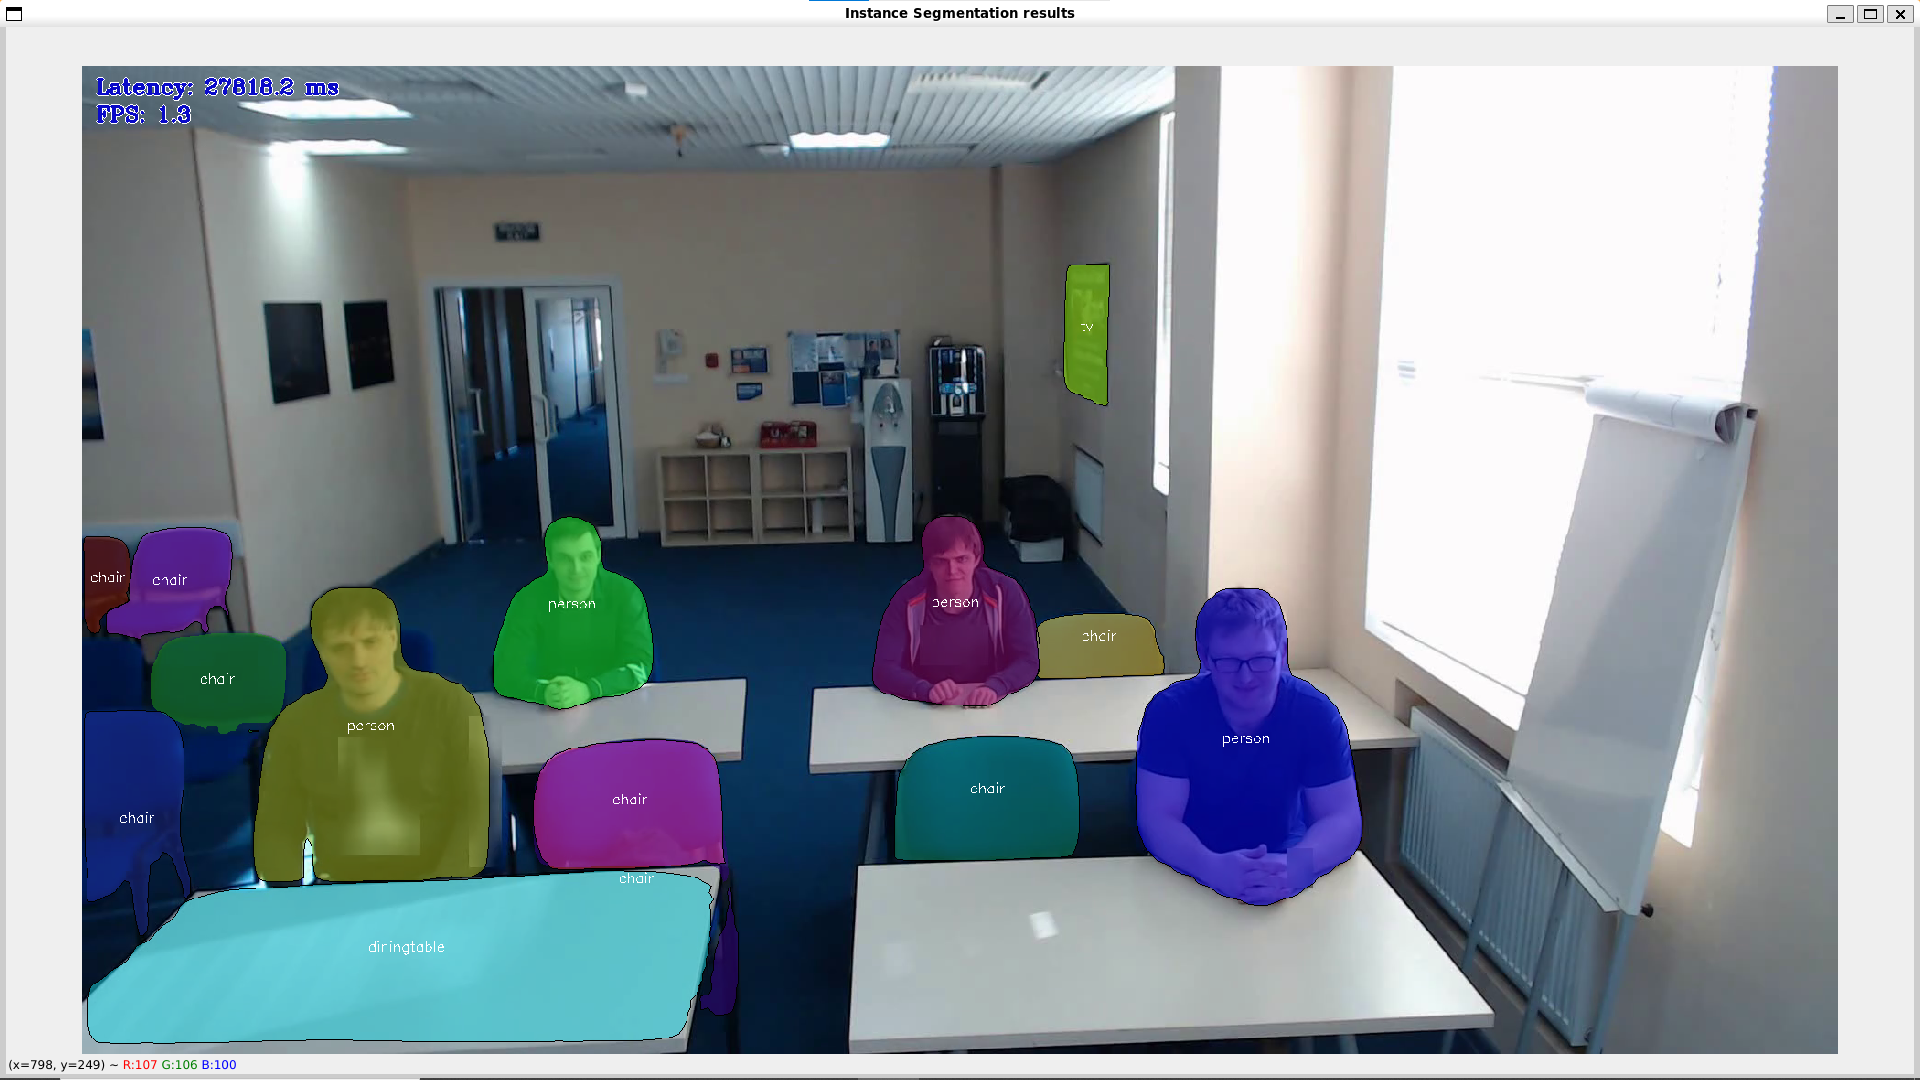 Instance Segmentation results
Latency: 27818.2 ms
FPS: 1.3
tv
chair
chair
person
person
chair
chair
person
person
chair
chair
chair
chair
diningtable
(x=798, y=249) ~ R:107 G:106 B:100